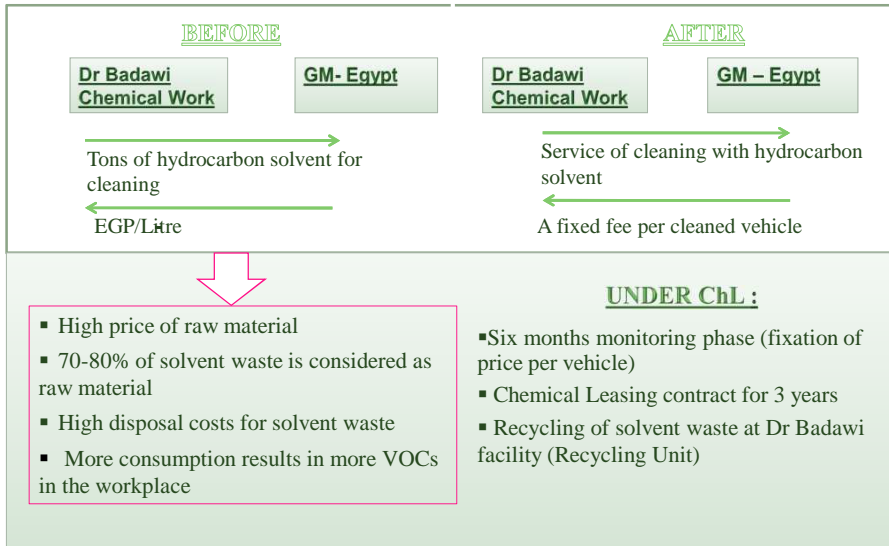 BEFORE
Dr Badawi
Chemical Work
GM- Egypt
Tons of hydrocarbon solvent for
cleaning
EGP/Litre
AFTER
Dr Badawi
Chemical Work
GM – Egypt
Service of cleaning with hydrocarbon
solvent
A fixed fee per cleaned vehicle
▪ High price of raw material
▪ 70-80% of solvent waste is considered as
raw material
▪ High disposal costs for solvent waste
▪ More consumption results in more VOCs
in the workplace
UNDER ChL :
▪Six months monitoring phase (fixation of
price per vehicle)
▪ Chemical Leasing contract for 3 years
▪ Recycling of solvent waste at Dr Badawi
facility (Recycling Unit)